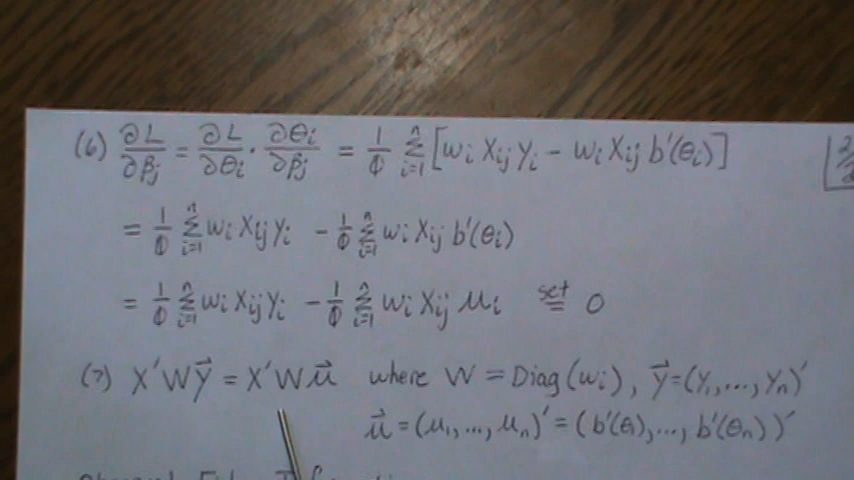 (6) ∂L/∂βj = ∂L/∂θi · ∂θi/∂βj = 1/Φ Σ_{i=1}^{n} [wi Xij Yi − wi Xij b'(θi)]
= 1/Φ Σ_{i=1}^{n} wi Xij Yi − 1/Φ Σ_{i=1}^{n} wi Xij b'(θi)
= 1/Φ Σ_{i=1}^{n} wi Xij Yi − 1/Φ Σ_{i=1}^{n} wi Xij μi set = 0
(7) X'Wy⃗ = X'Wμ⃗ where W = Diag(wi), y⃗ = (Y1,...,Yn)'
μ⃗ = (μ1,...,μn)' = (b'(θ1),..., b'(θn))'